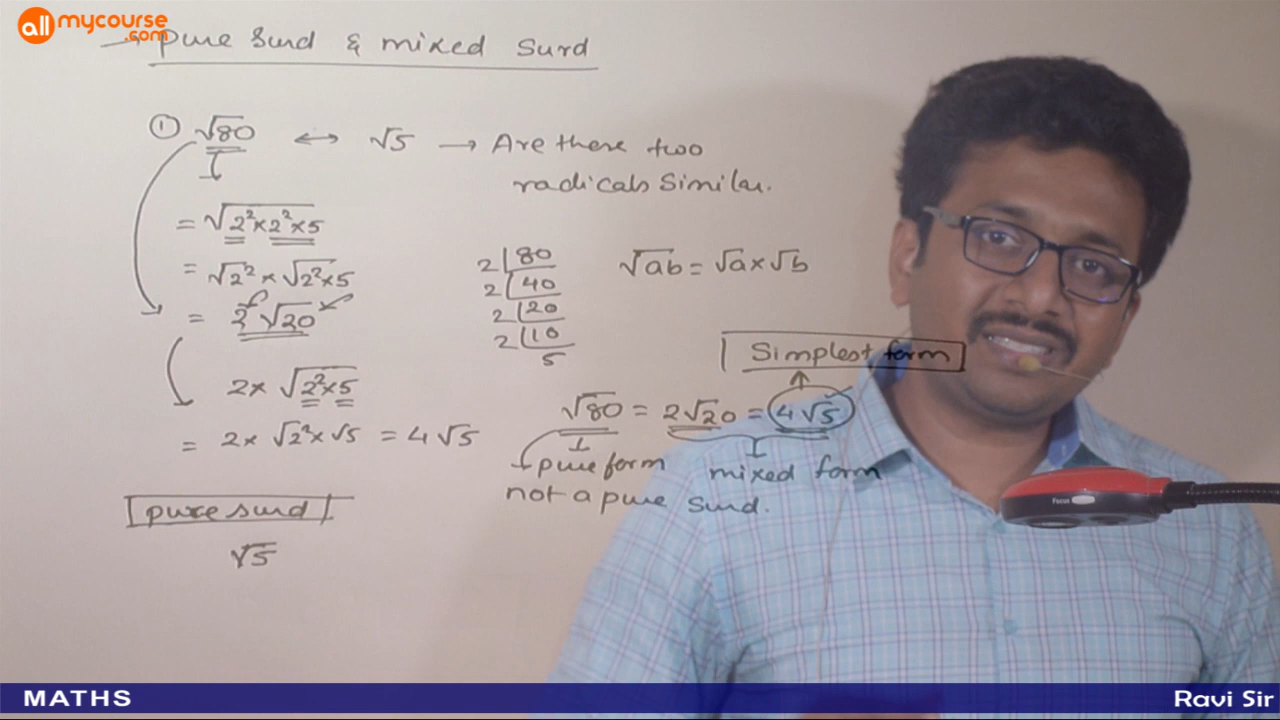 allmycourse.com
→ pure Surd & mixed Surd
① √80 ↔ √5 → Are there two
radicals Similar.
= √2²×2²×5
= √2² × √2²×5
= 2√20
2× √2²×5
= 2× √2²×√5 = 4√5
2 | 80
2 | 40
2 | 20
2 | 10
5
√ab = √a×√b
Simplest form
√80 = 2√20 = 4√5
pure form mixed form
not a pure Surd.
pure surd
√5
Focus
MATHS Ravi Sir